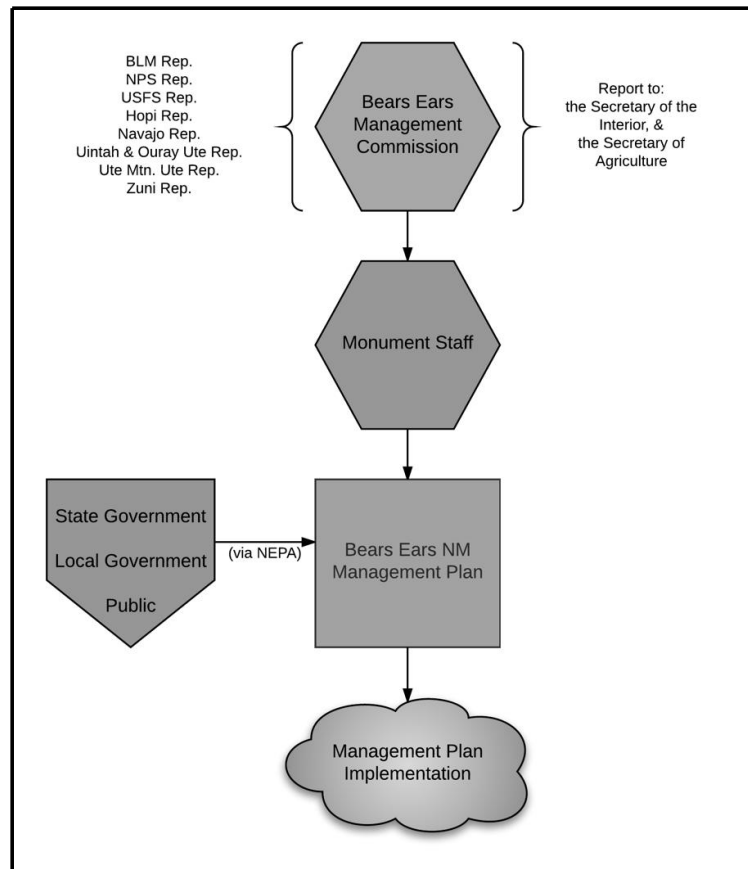 BLM Rep.
NPS Rep.
USFS Rep.
Hopi Rep.
Navajo Rep.
Uintah & Ouray Ute Rep.
Ute Mtn. Ute Rep.
Zuni Rep.
Bears Ears
Management
Commission
Report to:
the Secretary of the
Interior, &
the Secretary of
Agriculture
Monument Staff
State Government
Local Government
Public
(via NEPA)
Bears Ears NM
Management Plan
Management Plan
Implementation